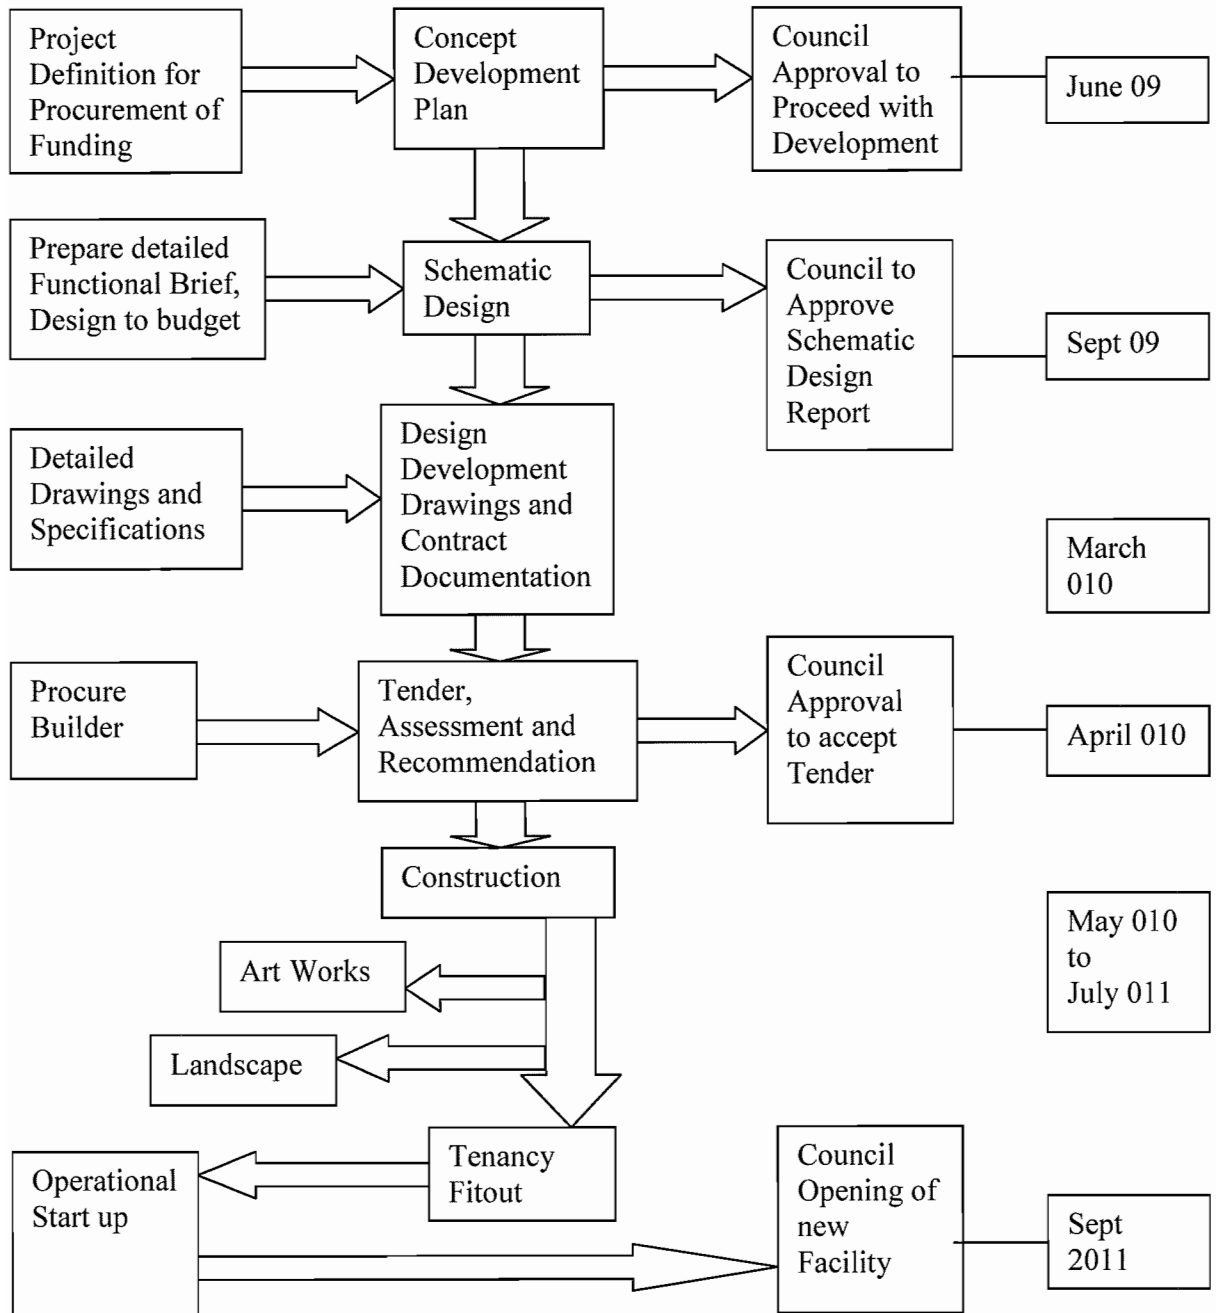 Project
Definition for
Procurement of
Funding
Concept
Development
Plan
Council
Approval to
Proceed with
Development
June 09
Prepare detailed
Functional Brief,
Design to budget
Schematic
Design
Council to
Approve
Schematic
Design
Report
Sept 09
Detailed
Drawings and
Specifications
Design
Development
Drawings and
Contract
Documentation
March
010
Procure
Builder
Tender,
Assessment and
Recommendation
Council
Approval
to accept
Tender
April 010
Construction
May 010
to
July 011
Art Works
Landscape
Tenancy
Fitout
Operational
Start up
Council
Opening of
new
Facility
Sept
2011